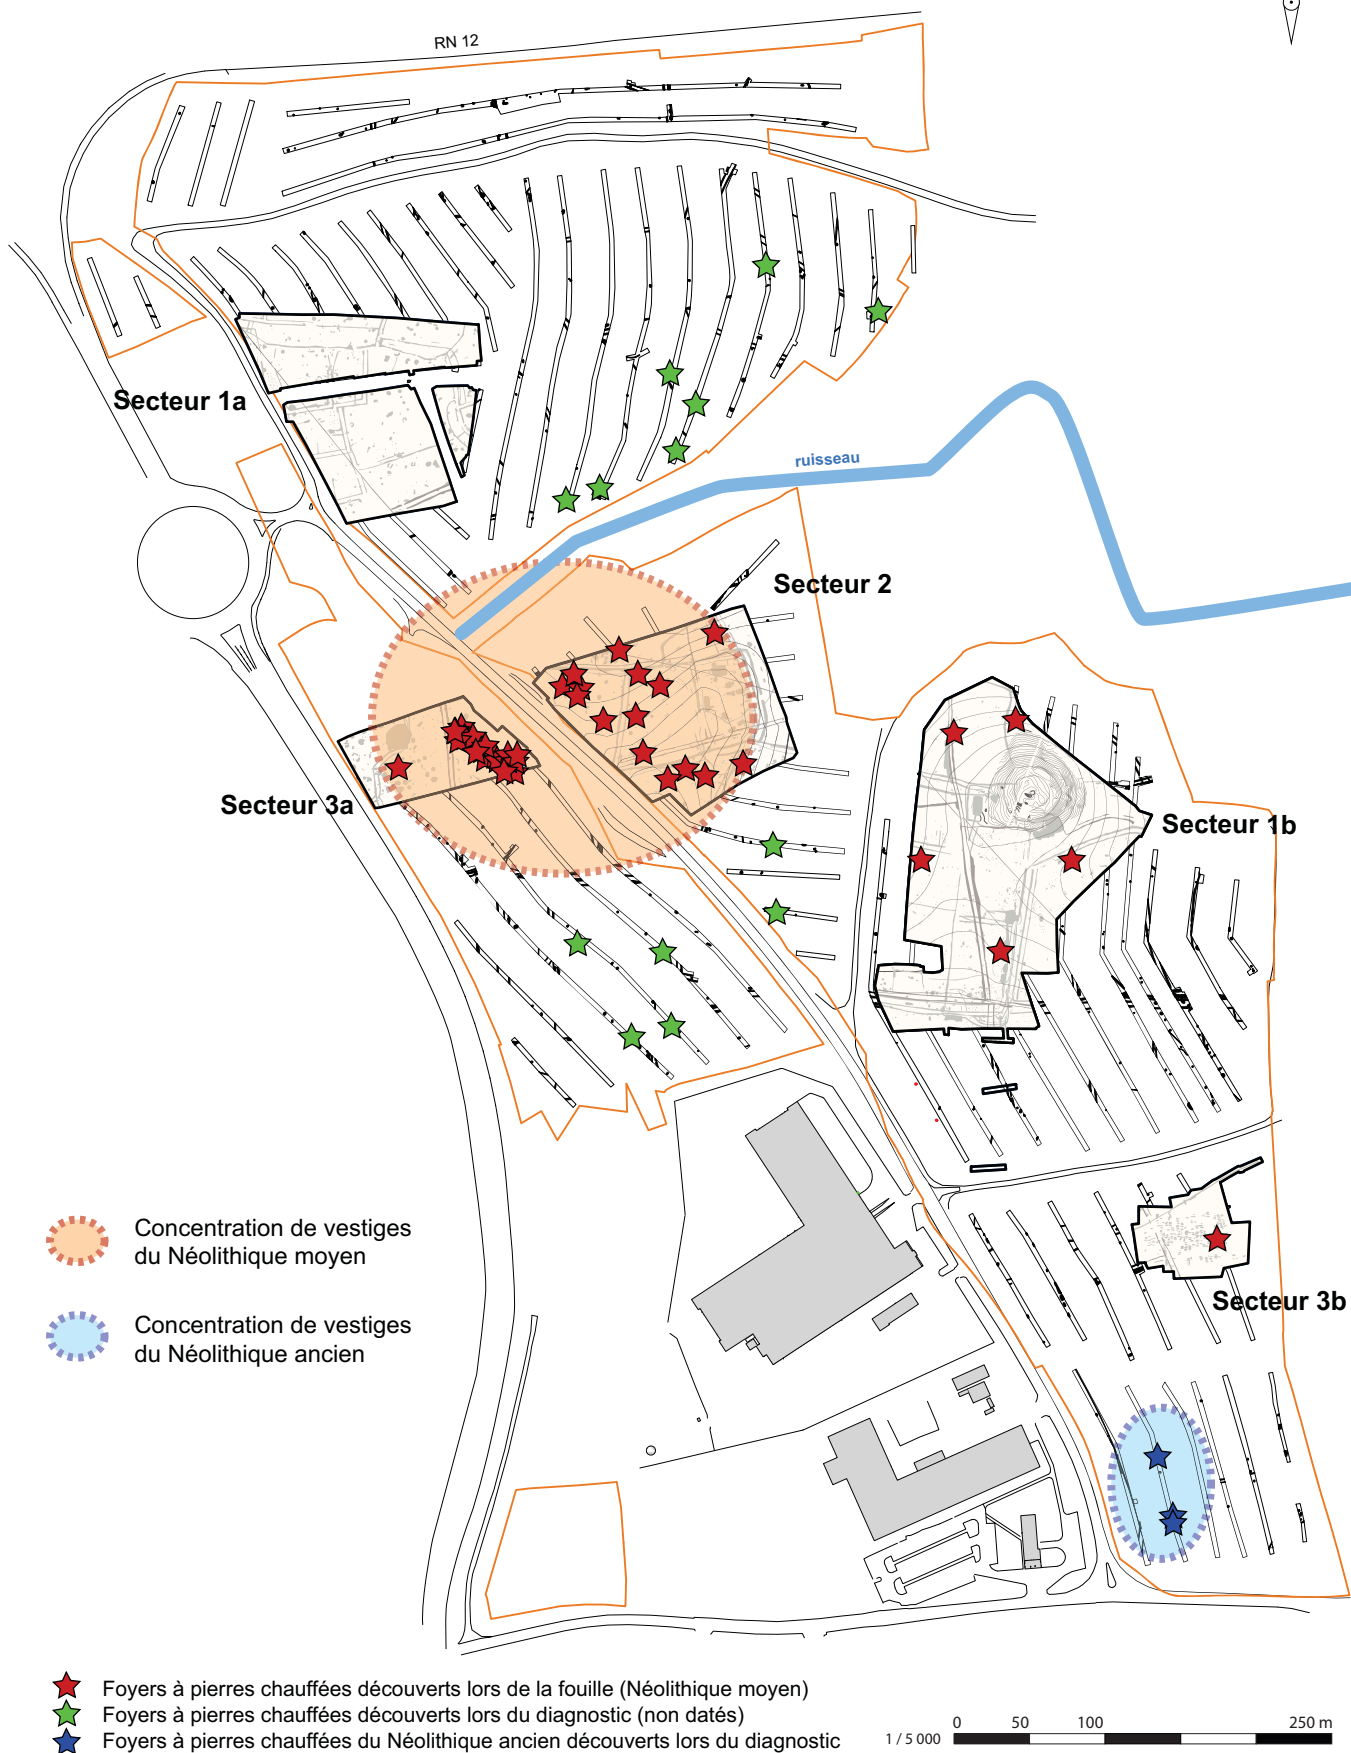 RN 12
Secteur 1a
ruisseau
Secteur 2
Secteur 3a
Secteur 1b
Concentration de vestiges
du Néolithique moyen
Concentration de vestiges
du Néolithique ancien
Secteur 3b
Foyers à pierres chauffées découverts lors de la fouille (Néolithique moyen)
Foyers à pierres chauffées découverts lors du diagnostic (non datés)
Foyers à pierres chauffées du Néolithique ancien découverts lors du diagnostic
0 50 100 250 m
1 / 5 000